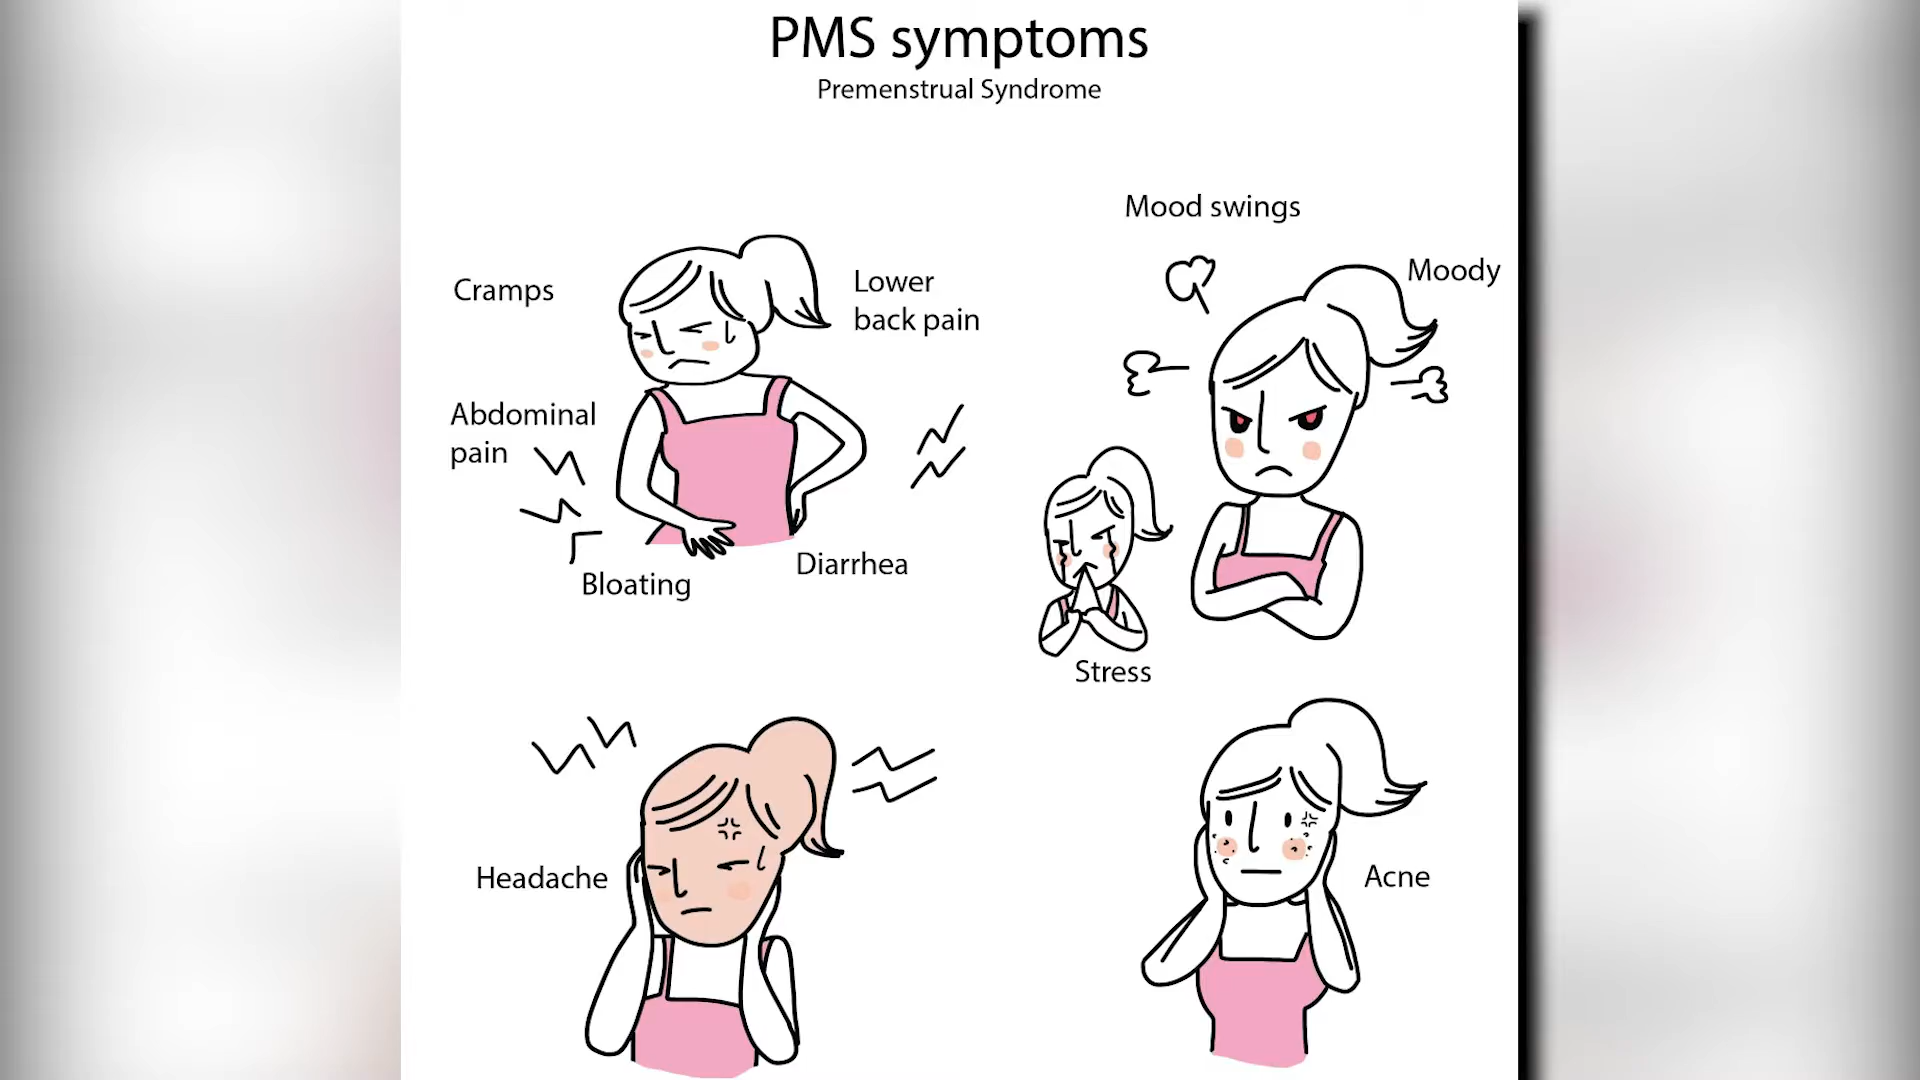 PMS symptoms
Premenstrual Syndrome
Mood swings
Moody
Cramps
Lower
back pain
Abdominal
pain
Bloating
Diarrhea
Stress
Headache
Acne